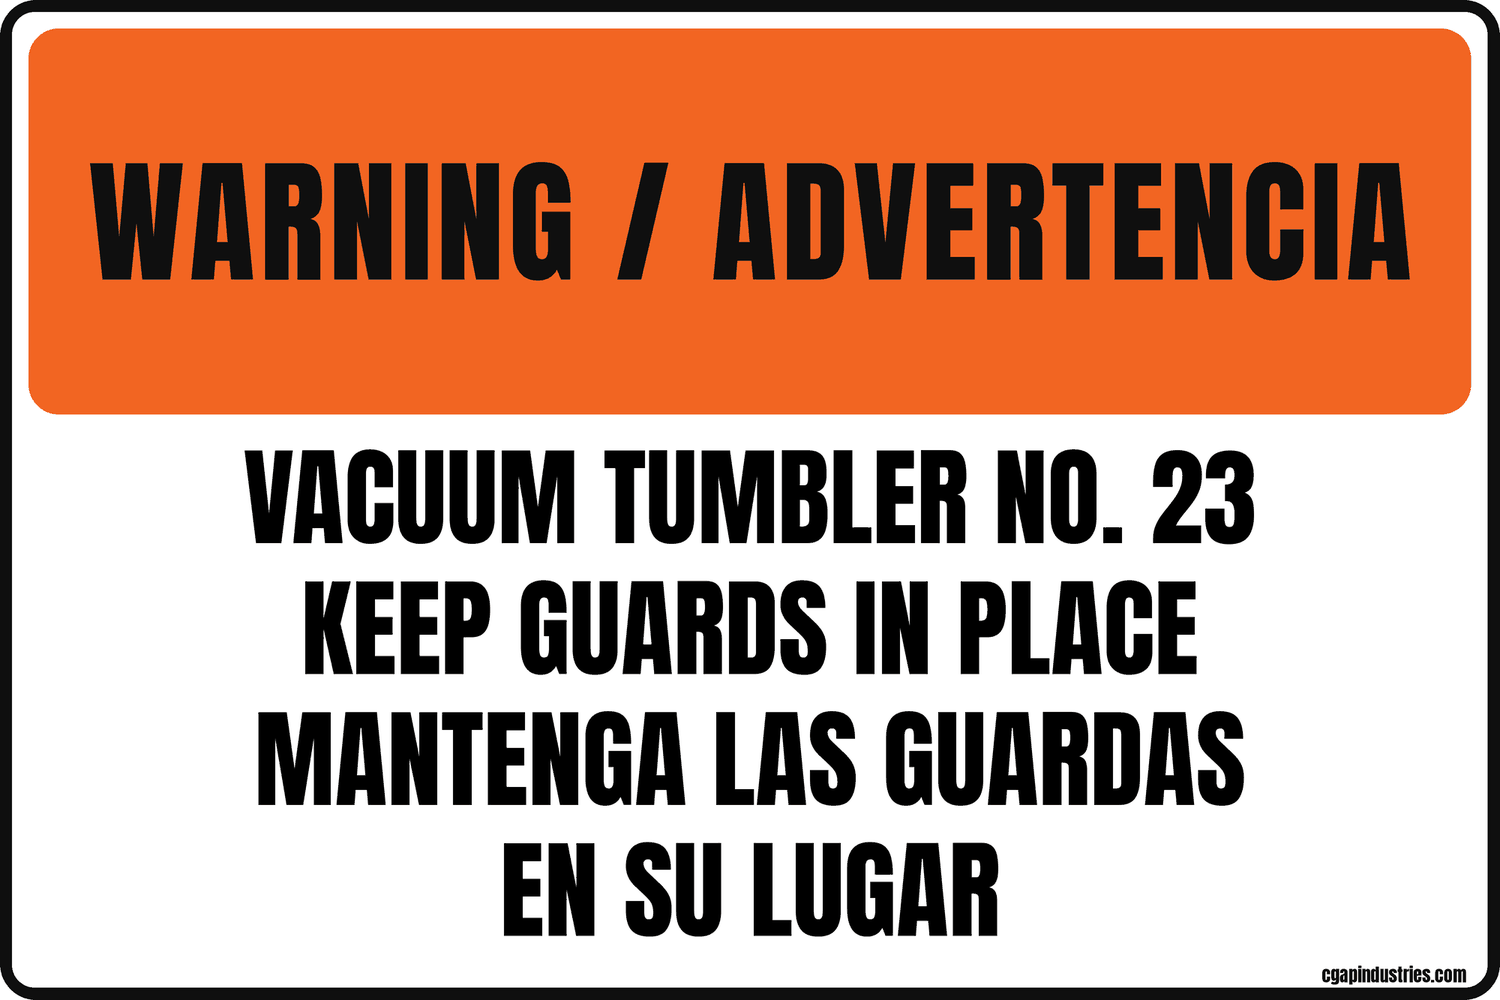 WARNING / ADVERTENCIA
VACUUM TUMBLER NO. 23
KEEP GUARDS IN PLACE
MANTENGA LAS GUARDAS
EN SU LUGAR
cgapindustries.com